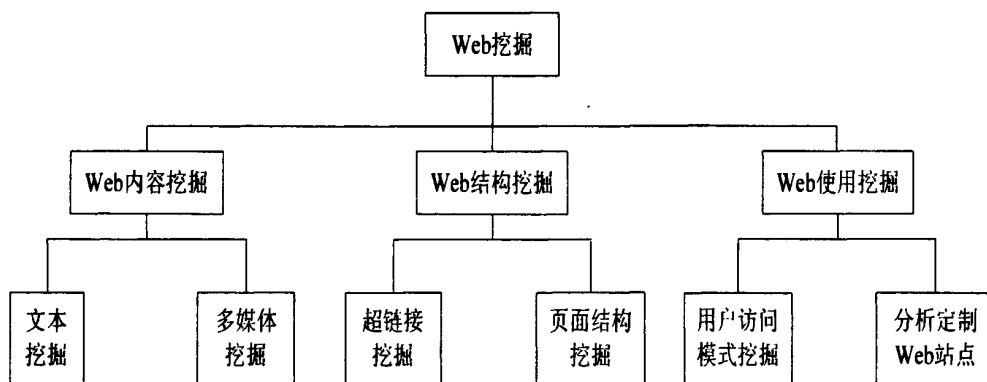 Web挖掘
Web内容挖掘
Web结构挖掘
Web使用挖掘
文本
挖掘
多媒体
挖掘
超链接
挖掘
页面结构
挖掘
用户访问
模式挖掘
分析定制
Web站点